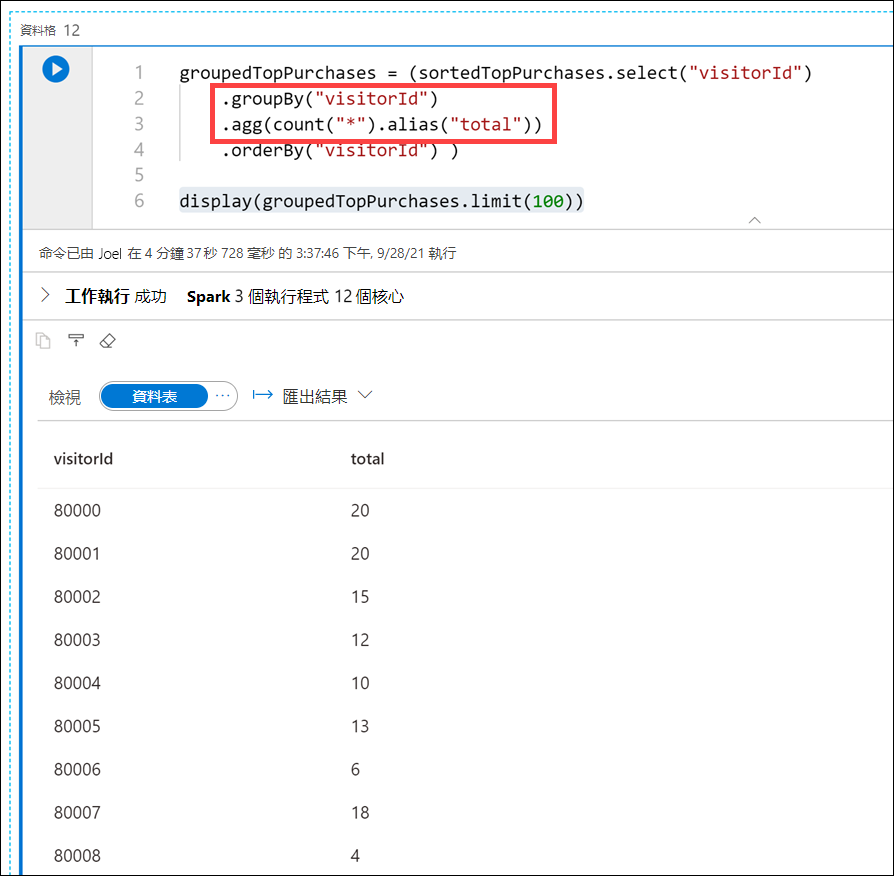 資料格 12
1 groupedTopPurchases = (sortedTopPurchases.select("visitorId")
2 .groupBy("visitorId")
3 .agg(count("*").alias("total"))
4 .orderBy("visitorId") )
5
6 display(groupedTopPurchases.limit(100))
命令已由 Joel 在 4 分鐘 37 秒 728 毫秒 的 3:37:46 下午, 9/28/21 執行
工作執行 成功 Spark 3 個執行程式 12 個核心
檢視 資料表 ... 匯出結果
visitorId total
80000 20
80001 20
80002 15
80003 12
80004 10
80005 13
80006 6
80007 18
80008 4